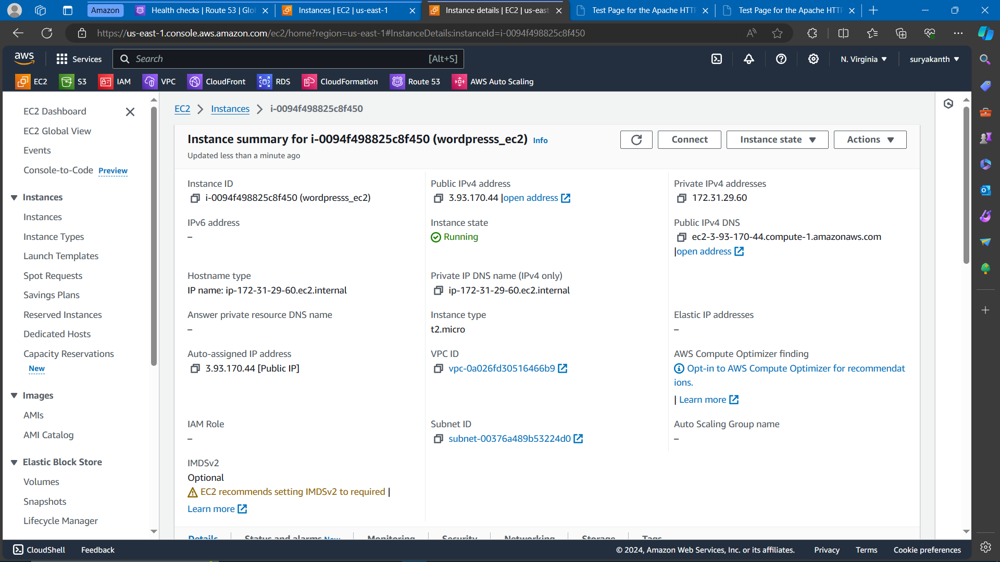 Amazon
Health checks | Route 53 | Glo
Instances | EC2 | us-east-1
Instance details | EC2 | us-east
Test Page for the Apache HTTP
Test Page for the Apache HTTP
https://us-east-1.console.aws.amazon.com/ec2/home?region=us-east-1#InstanceDetails:instanceId=i-0094f498825c8f450
aws
Services
Search
[Alt+S]
N. Virginia
suryakanth
EC2
S3
IAM
VPC
CloudFront
RDS
CloudFormation
Route 53
AWS Auto Scaling
EC2 Dashboard
EC2 Global View
Events
Console-to-Code Preview
Instances
Instances
Instance Types
Launch Templates
Spot Requests
Savings Plans
Reserved Instances
Dedicated Hosts
Capacity Reservations
New
Images
AMIs
AMI Catalog
Elastic Block Store
Volumes
Snapshots
Lifecycle Manager
EC2 > Instances > i-0094f498825c8f450
Instance summary for i-0094f498825c8f450 (wordpresss_ec2) Info
Updated less than a minute ago
Connect
Instance state
Actions
Instance ID
i-0094f498825c8f450 (wordpresss_ec2)
Public IPv4 address
3.93.170.44 |open address
Private IPv4 addresses
172.31.29.60
IPv6 address
–
Instance state
Running
Public IPv4 DNS
ec2-3-93-170-44.compute-1.amazonaws.com
|open address
Hostname type
IP name: ip-172-31-29-60.ec2.internal
Private IP DNS name (IPv4 only)
ip-172-31-29-60.ec2.internal
Answer private resource DNS name
–
Instance type
t2.micro
Elastic IP addresses
–
Auto-assigned IP address
3.93.170.44 [Public IP]
VPC ID
vpc-0a026fd30516466b9
AWS Compute Optimizer finding
Opt-in to AWS Compute Optimizer for recommendat
ions.
| Learn more
IAM Role
–
Subnet ID
subnet-00376a489b53224d0
Auto Scaling Group name
–
IMDSv2
Optional
EC2 recommends setting IMDSv2 to required |
Learn more
Details
Status and alarms New
Monitoring
Security
Networking
Storage
Tags
CloudShell
Feedback
© 2024, Amazon Web Services, Inc. or its affiliates.
Privacy
Terms
Cookie preferences